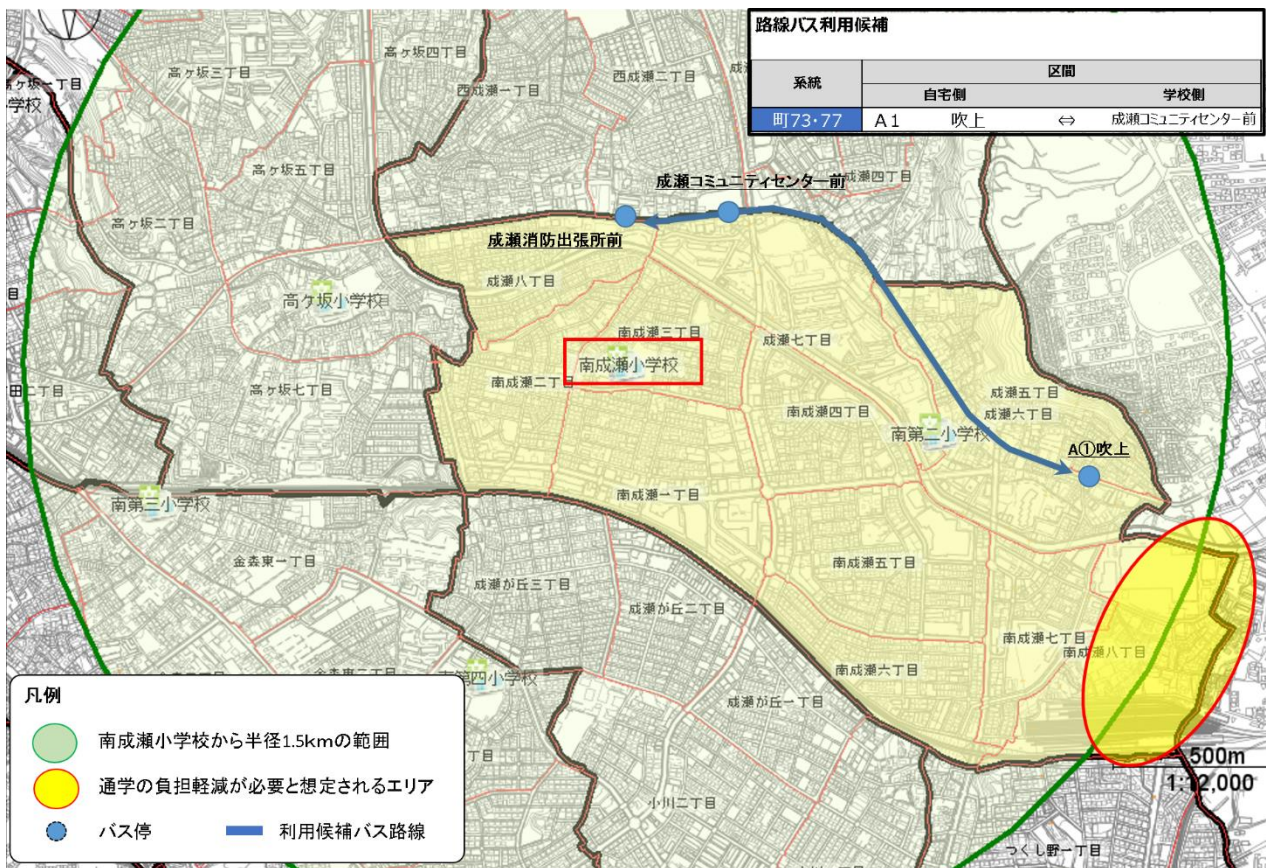 路線バス利用候補
系統
区間
自宅側
学校側
町73・77
A1
吹上
⇔
成瀬コミュニティセンター前
高ヶ坂四丁目
高ヶ坂三丁目
西成瀬二丁目
西成瀬一丁目
ヶ坂一丁目
小学校
高ヶ坂五丁目
成瀬四丁目
成瀬コミュニティセンター前
高ヶ坂二丁目
成瀬消防出張所前
成瀬八丁目
高ケ坂小学校
南成瀬三丁目
成瀬七丁目
南成瀬小学校
南成瀬二丁目
高ヶ坂七丁目
成瀬五丁目
南成瀬四丁目
成瀬六丁目
南第二小学校
A①吹上
南成瀬一丁目
南第三小学校
金森東一丁目
南成瀬五丁目
成瀬が丘三丁目
成瀬が丘二丁目
南成瀬七丁目
南成瀬八丁目
南成瀬六丁目
南第四小学校
成瀬が丘一丁目
小川二丁目
つくし野一丁目
500m
1:12,000
凡例
南成瀬小学校から半径1.5kmの範囲
通学の負担軽減が必要と想定されるエリア
バス停
利用候補バス路線